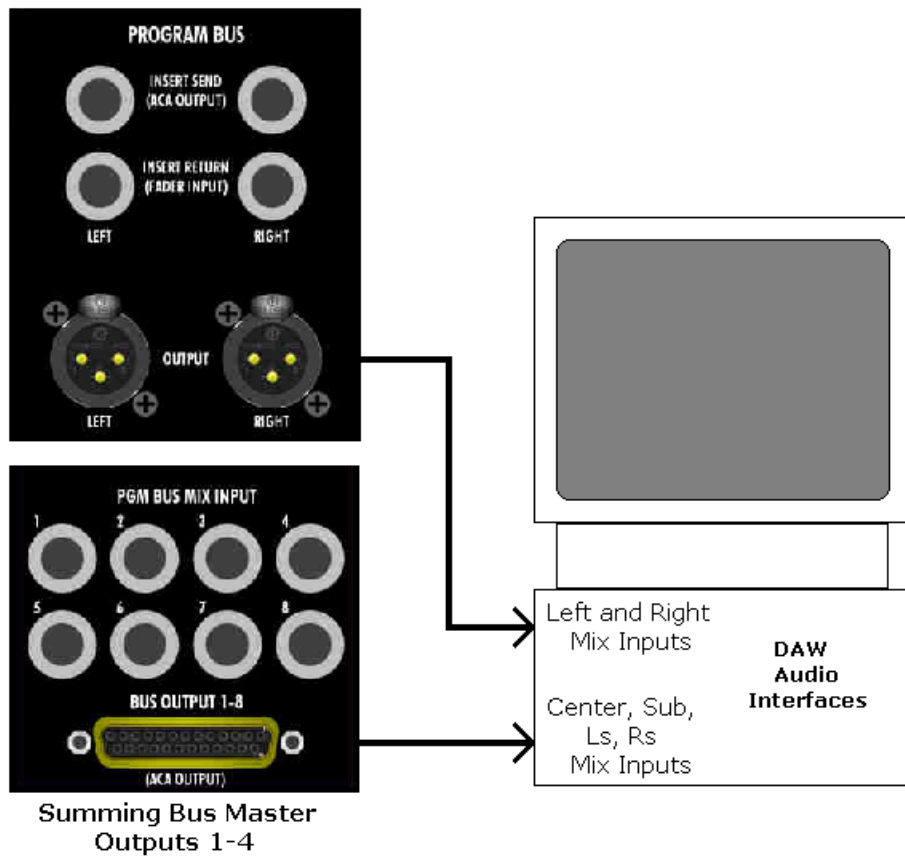 PROGRAM BUS
INSERT SEND
(ACA OUTPUT)
INSERT RETURN
(FADER INPUT)
LEFT RIGHT
OUTPUT
LEFT RIGHT
PGM BUS MIX INPUT
1 2 3 4
5 6 7 8
BUS OUTPUT 1-8
(ACA OUTPUT)
Summing Bus Master
Outputs 1-4
Left and Right
Mix Inputs
Center, Sub,
Ls, Rs
Mix Inputs
DAW
Audio
Interfaces